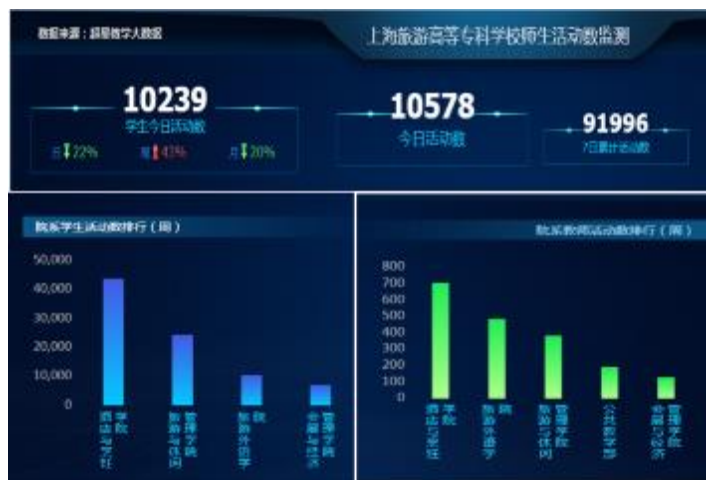 数据来源：超星教学大数据
上海旅游高等专科学校师生活动数监测
10239
学生今日活动数
日 22%
周 43%
月 20%
10578
今日活动数
91996
7日累计活动数
院系学生活动数排行（周）
50,000
40,000
30,000
20,000
10,000
0
酒店与烹饪学院
旅游与休闲管理学院
旅游外语学院
会展与经济管理学院
院系教师活动数排行（周）
800
700
600
500
400
300
200
100
0
酒店与烹饪学院
旅游外语学院
旅游与休闲管理学院
公共教学部
会展与经济管理学院